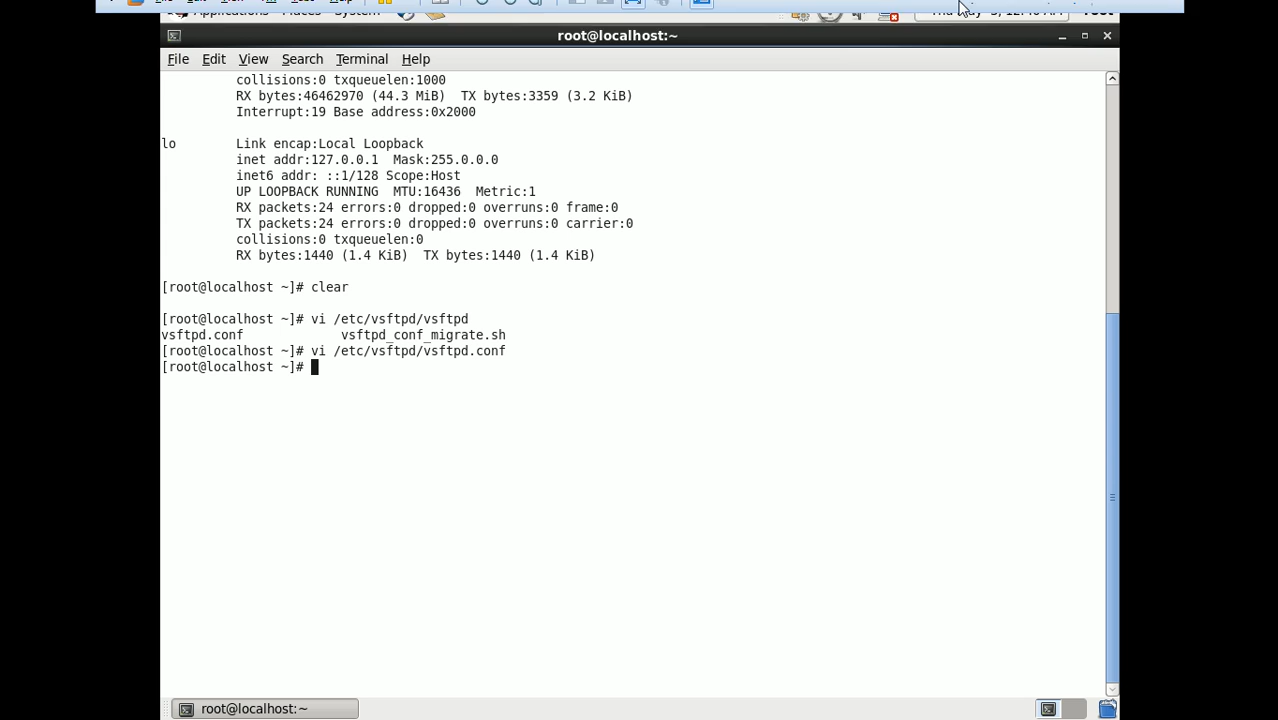 root@localhost:~
File Edit View Search Terminal Help
collisions:0 txqueuelen:1000
RX bytes:46462970 (44.3 MiB)  TX bytes:3359 (3.2 KiB)
Interrupt:19 Base address:0x2000
lo        Link encap:Local Loopback
inet addr:127.0.0.1  Mask:255.0.0.0
inet6 addr: ::1/128 Scope:Host
UP LOOPBACK RUNNING  MTU:16436  Metric:1
RX packets:24 errors:0 dropped:0 overruns:0 frame:0
TX packets:24 errors:0 dropped:0 overruns:0 carrier:0
collisions:0 txqueuelen:0
RX bytes:1440 (1.4 KiB)  TX bytes:1440 (1.4 KiB)
[root@localhost ~]# clear
[root@localhost ~]# vi /etc/vsftpd/vsftpd
vsftpd.conf             vsftpd_conf_migrate.sh
[root@localhost ~]# vi /etc/vsftpd/vsftpd.conf
[root@localhost ~]#
root@localhost:~